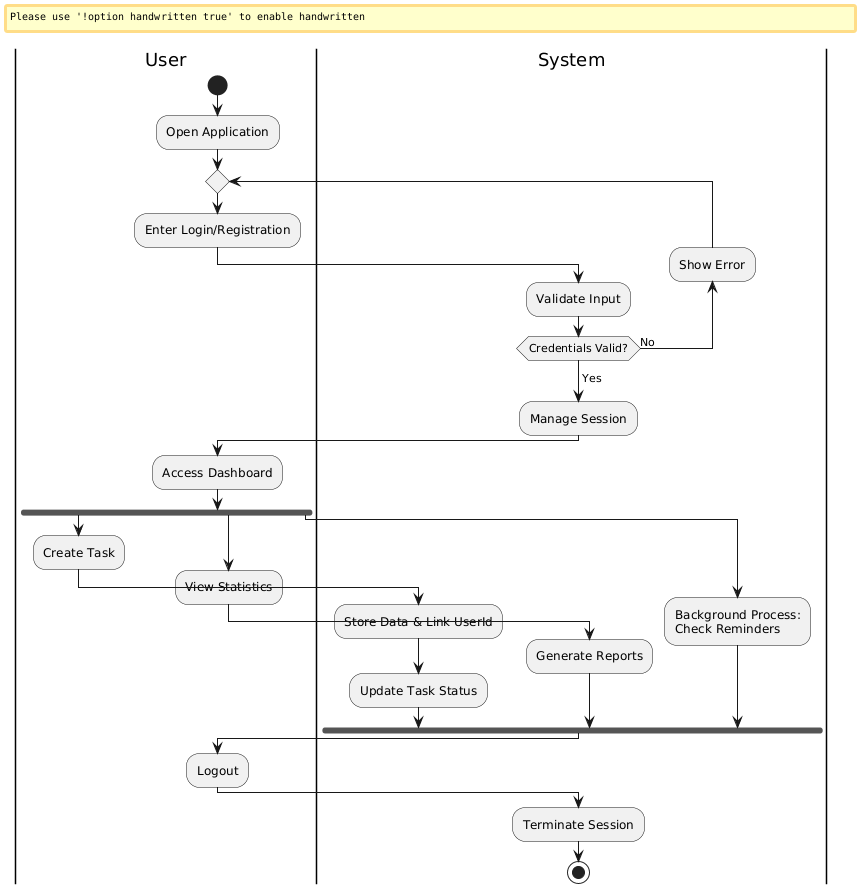 Please use '!option handwritten true' to enable handwritten
User
System
Open Application
Enter Login/Registration
Show Error
Validate Input
Credentials Valid?
No
Yes
Manage Session
Access Dashboard
Create Task
View Statistics
Store Data & Link UserId
Background Process:
Check Reminders
Generate Reports
Update Task Status
Logout
Terminate Session